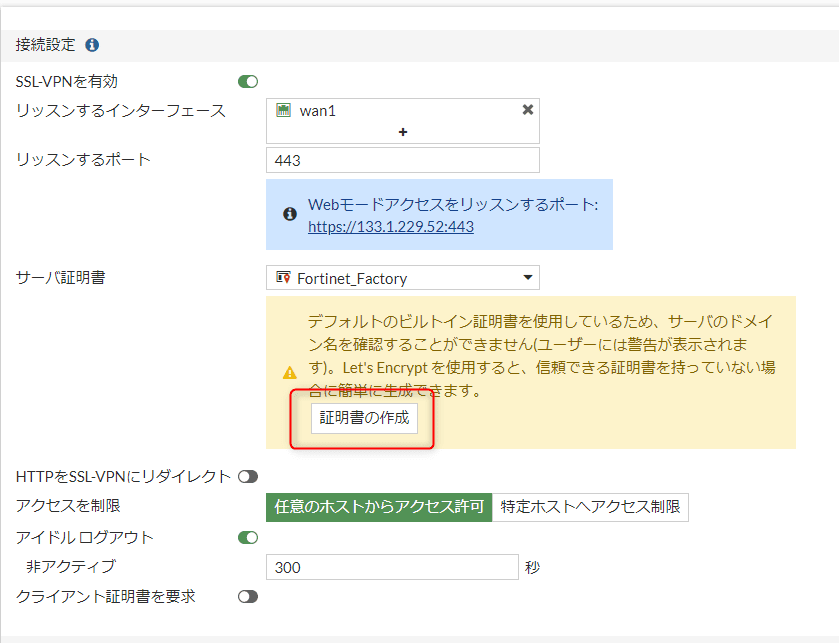 接続設定
SSL-VPNを有効
リッスンするインターフェース
wan1
+
リッスンするポート
443
Webモードアクセスをリッスンするポート:
https://133.1.229.52:443
サーバ証明書
Fortinet_Factory
デフォルトのビルトイン証明書を使用しているため、サーバのドメイ
ン名を確認することができません(ユーザーには警告が表示されま
す)。Let's Encrypt を使用すると、信頼できる証明書を持っていない場
合に簡単に生成できます。
証明書の作成
HTTPをSSL-VPNにリダイレクト
アクセスを制限
任意のホストからアクセス許可 特定ホストへアクセス制限
アイドル ログアウト
非アクティブ
300 秒
クライアント証明書を要求